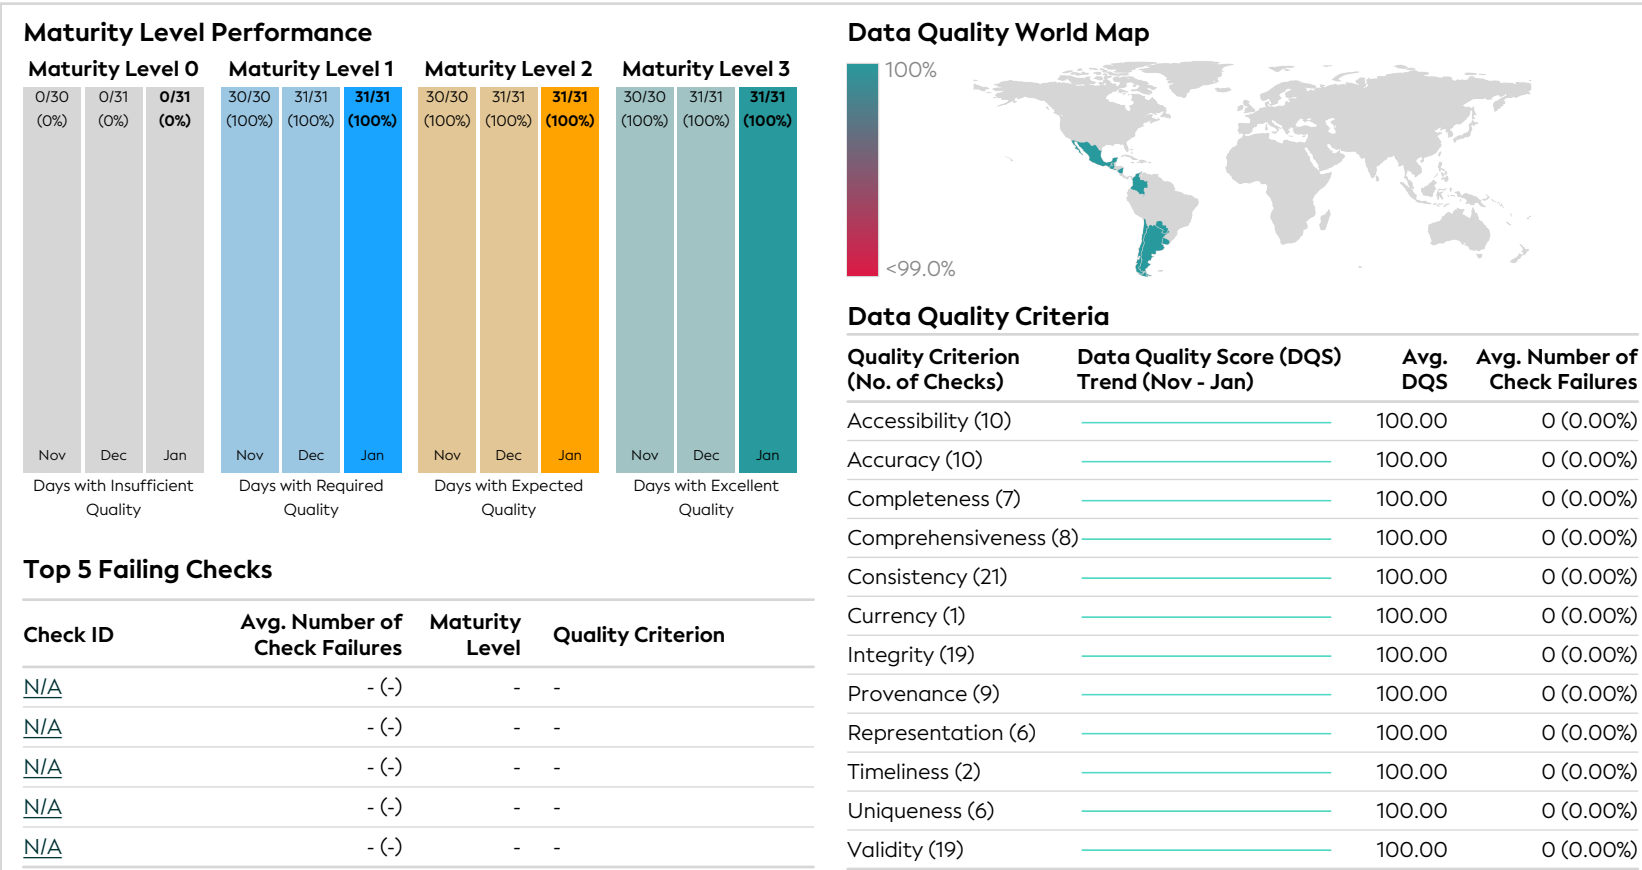 Maturity Level Performance
Maturity Level 0 Maturity Level 1 Maturity Level 2 Maturity Level 3
0/30 0/31 0/31 30/30 31/31 31/31 30/30 31/31 31/31 30/30 31/31 31/31
(0%) (0%) (0%) (100%) (100%) (100%) (100%) (100%) (100%) (100%) (100%) (100%)
Nov Dec Jan Nov Dec Jan Nov Dec Jan Nov Dec Jan
Days with Insufficient Days with Required Days with Expected Days with Excellent
Quality Quality Quality Quality
Top 5 Failing Checks
Check ID Avg. Number of Check Failures Maturity Level Quality Criterion
N/A - (-) - -
N/A - (-) - -
N/A - (-) - -
N/A - (-) - -
N/A - (-) - -
Data Quality World Map
100%
<99.0%
Data Quality Criteria
Quality Criterion Data Quality Score (DQS) Avg. Avg. Number of
(No. of Checks) Trend (Nov - Jan) DQS Check Failures
Accessibility (10) 100.00 0 (0.00%)
Accuracy (10) 100.00 0 (0.00%)
Completeness (7) 100.00 0 (0.00%)
Comprehensiveness (8) 100.00 0 (0.00%)
Consistency (21) 100.00 0 (0.00%)
Currency (1) 100.00 0 (0.00%)
Integrity (19) 100.00 0 (0.00%)
Provenance (9) 100.00 0 (0.00%)
Representation (6) 100.00 0 (0.00%)
Timeliness (2) 100.00 0 (0.00%)
Uniqueness (6) 100.00 0 (0.00%)
Validity (19) 100.00 0 (0.00%)